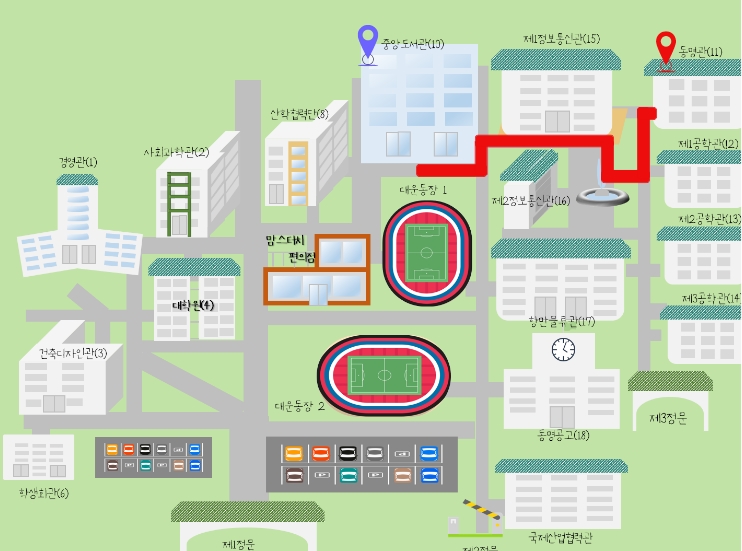 중앙도서관(10)
제1정보통신관(15)
동명관(11)
산학협력단(8)
사회과학관(2)
경영관(1)
제1공학관(12)
대운동장 1
제2정보통신관(16)
제2공학관(13)
맘스터치
편의점
대학원(4)
제3공학관(14)
항만물류관(17)
건축디자인관(3)
대운동장 2
제3정문
동명공고(18)
학생회관(6)
제1정문
국제산업협력관
제2정문